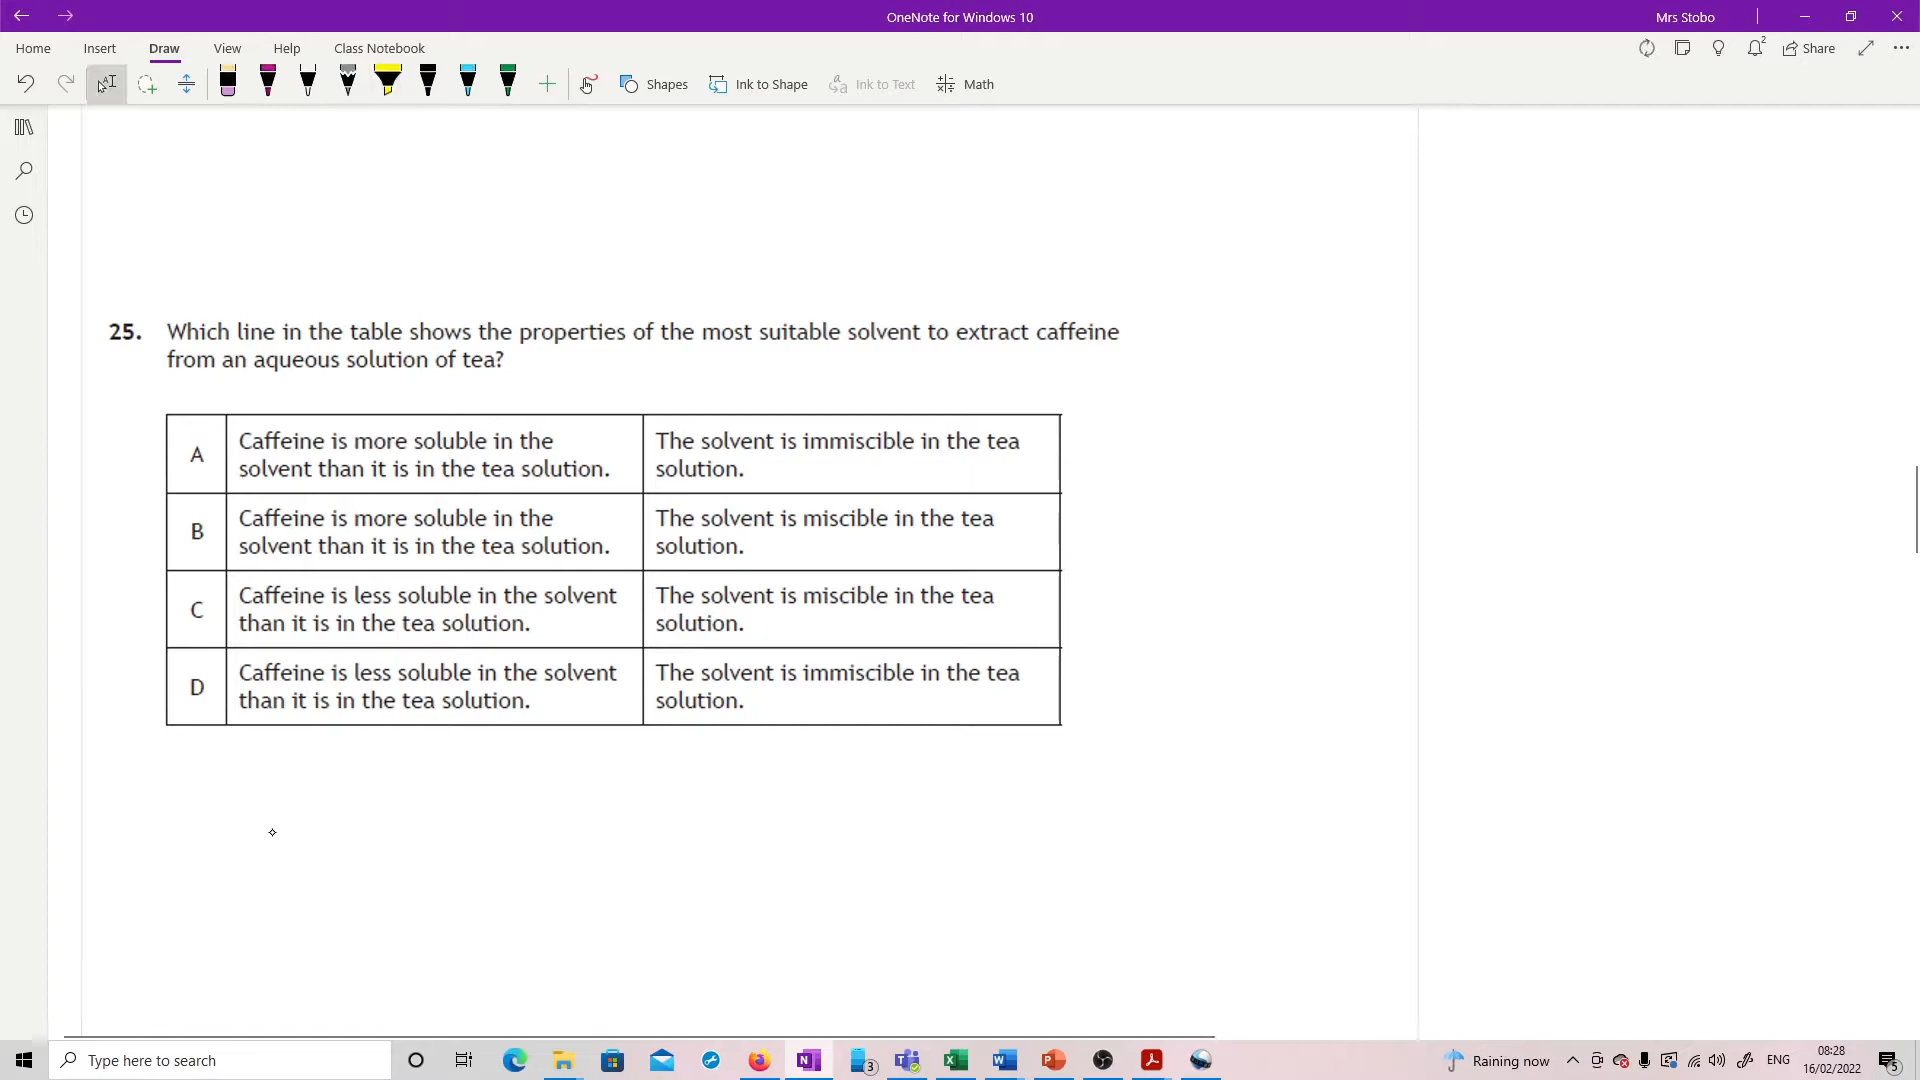 OneNote for Windows 10
Mrs Stobo
Home Insert Draw View Help Class Notebook
2
Share
Shapes Ink to Shape Ink to Text Math
25. Which line in the table shows the properties of the most suitable solvent to extract caffeine
from an aqueous solution of tea?
A
Caffeine is more soluble in the
solvent than it is in the tea solution.
The solvent is immiscible in the tea
solution.
B
Caffeine is more soluble in the
solvent than it is in the tea solution.
The solvent is miscible in the tea
solution.
C
Caffeine is less soluble in the solvent
than it is in the tea solution.
The solvent is miscible in the tea
solution.
D
Caffeine is less soluble in the solvent
than it is in the tea solution.
The solvent is immiscible in the tea
solution.
Type here to search
3
Raining now
ENG
08:28
16/02/2022
5